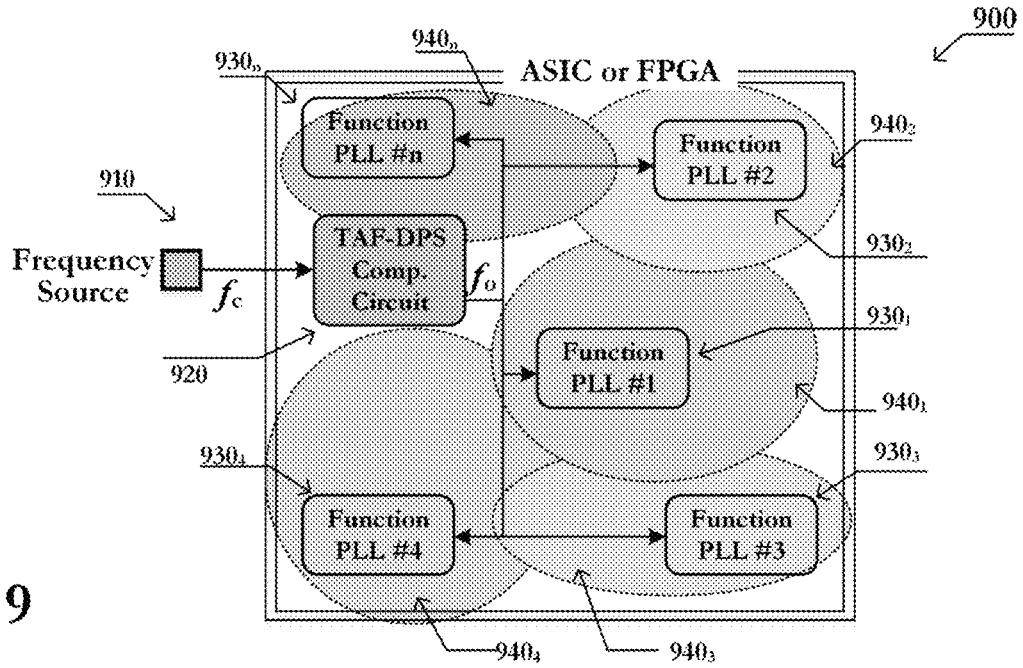 900
940ₙ
930ₙ
ASIC or FPGA
Function
PLL #n
940₂
Function
PLL #2
910
930₂
TAF-DPS
Comp.
Circuit
fₒ
Frequency
Source
f_c
920
930₁
Function
PLL #1
940₁
930₄
930₃
Function
PLL #4
Function
PLL #3
9
940₄
940₃